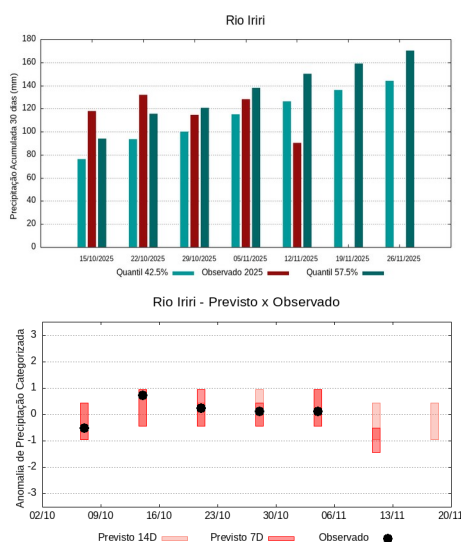 Rio Iriri
Precipitação Acumulada 30 dias (mm)
180
160
140
120
100
80
60
40
20
0
15/10/2025 22/10/2025 29/10/2025 05/11/2025 12/11/2025 19/11/2025 26/11/2025
Quantil 42.5% Observado 2025 Quantil 57.5%
Rio Iriri - Previsto x Observado
Anomalia de Precipitação Categorizada
3
2
1
0
-1
-2
-3
02/10 09/10 16/10 23/10 30/10 06/11 13/11 20/11
Previsto 14D Previsto 7D Observado